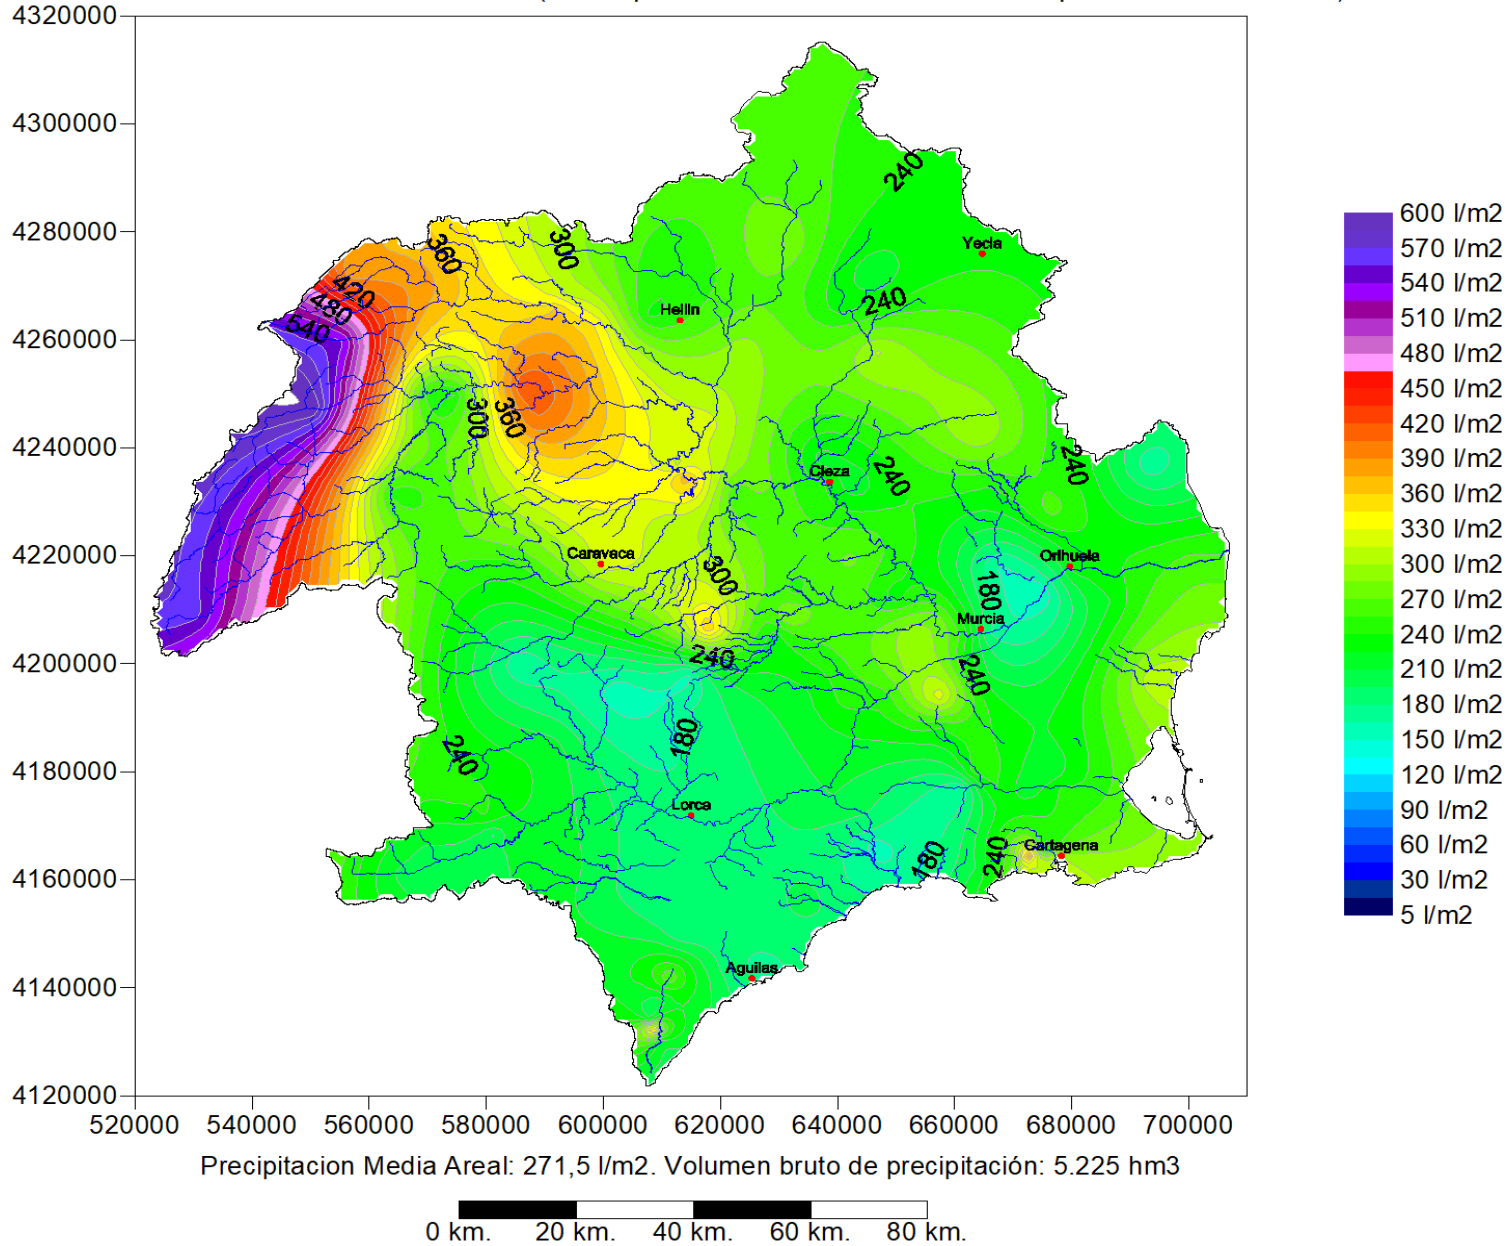 4320000
4300000
4280000
4260000
4240000
4220000
4200000
4180000
4160000
4140000
4120000
520000 540000 560000 580000 600000 620000 640000 660000 680000 700000
240
Yecla
300
360
420
480
540
240
Hellin
300
360
Cieza
240
240
Caravaca
300
Orihuela
180
Murcia
240
240
180
240
Lorca
180
240
Cartagena
Aguilas
600 l/m2
570 l/m2
540 l/m2
510 l/m2
480 l/m2
450 l/m2
420 l/m2
390 l/m2
360 l/m2
330 l/m2
300 l/m2
270 l/m2
240 l/m2
210 l/m2
180 l/m2
150 l/m2
120 l/m2
90 l/m2
60 l/m2
30 l/m2
5 l/m2
Precipitacion Media Areal: 271,5 l/m2. Volumen bruto de precipitación: 5.225 hm3
0 km. 20 km. 40 km. 60 km. 80 km.